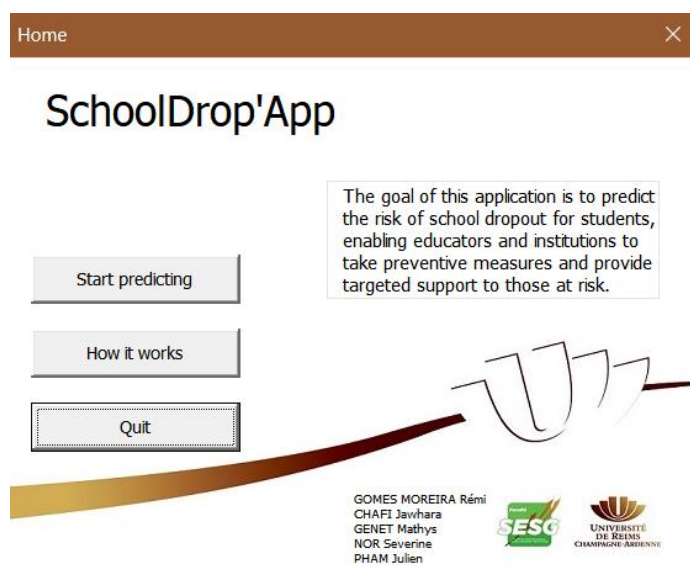 Home
SchoolDrop'App
The goal of this application is to predict
the risk of school dropout for students,
enabling educators and institutions to
take preventive measures and provide
targeted support to those at risk.
Start predicting
How it works
Quit
GOMES MOREIRA Rémi
CHAFI Jawhara
GENET Mathys
NOR Severine
PHAM Julien
Faculté
SESG
UNIVERSITÉ
DE REIMS
CHAMPAGNE-ARDENNE